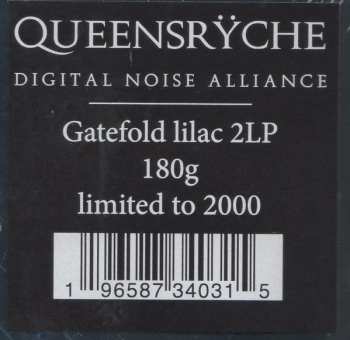 QUEENSRŸCHE
DIGITAL NOISE ALLIANCE
Gatefold lilac 2LP
180g
limited to 2000
1 96587 34031 5